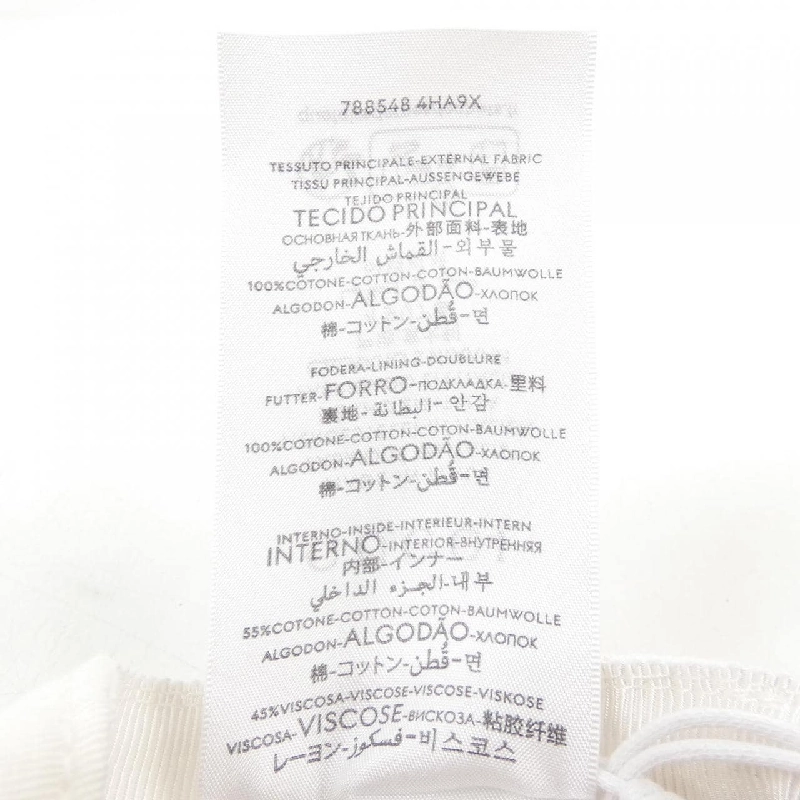 788548 4HA9X
TESSUTO PRINCIPALE-EXTERNAL FABRIC
TISSU PRINCIPAL-AUSSENGEWEBE
TEJIDO PRINCIPAL
TECIDO PRINCIPAL
ОСНОВНАЯ ТКАНЬ-外部面料-表地
القماش الخارجي-외부물
100%COTONE-COTTON-COTON-BAUMWOLLE
ALGODON-ALGODÃO-ХЛОПОК
棉-コットン-قُطن-면
FODERA-LINING-DOUBLURE
FUTTER-FORRO-ПОДКЛАДКА-里料
裏地-البطانة-안감
100%COTONE-COTTON-COTON-BAUMWOLLE
ALGODON-ALGODÃO-ХЛОПОК
棉-コットン-قُطن-면
INTERNO-INSIDE-INTERIEUR-INTERN
INTERNO-INTERIOR-ВНУТРЕННЯЯ
内部-インナー
الجزء الداخلي-내부
55%COTONE-COTTON-COTON-BAUMWOLLE
ALGODON-ALGODÃO-ХЛОПОК
棉-コットン-قُطن-면
45%VISCOSA-VISCOSE-VISCOSE-VISKOSE
VISCOSA-VISCOSE-ВИСКОЗА-粘胶纤维
レーヨン-فسكوز-비스코스